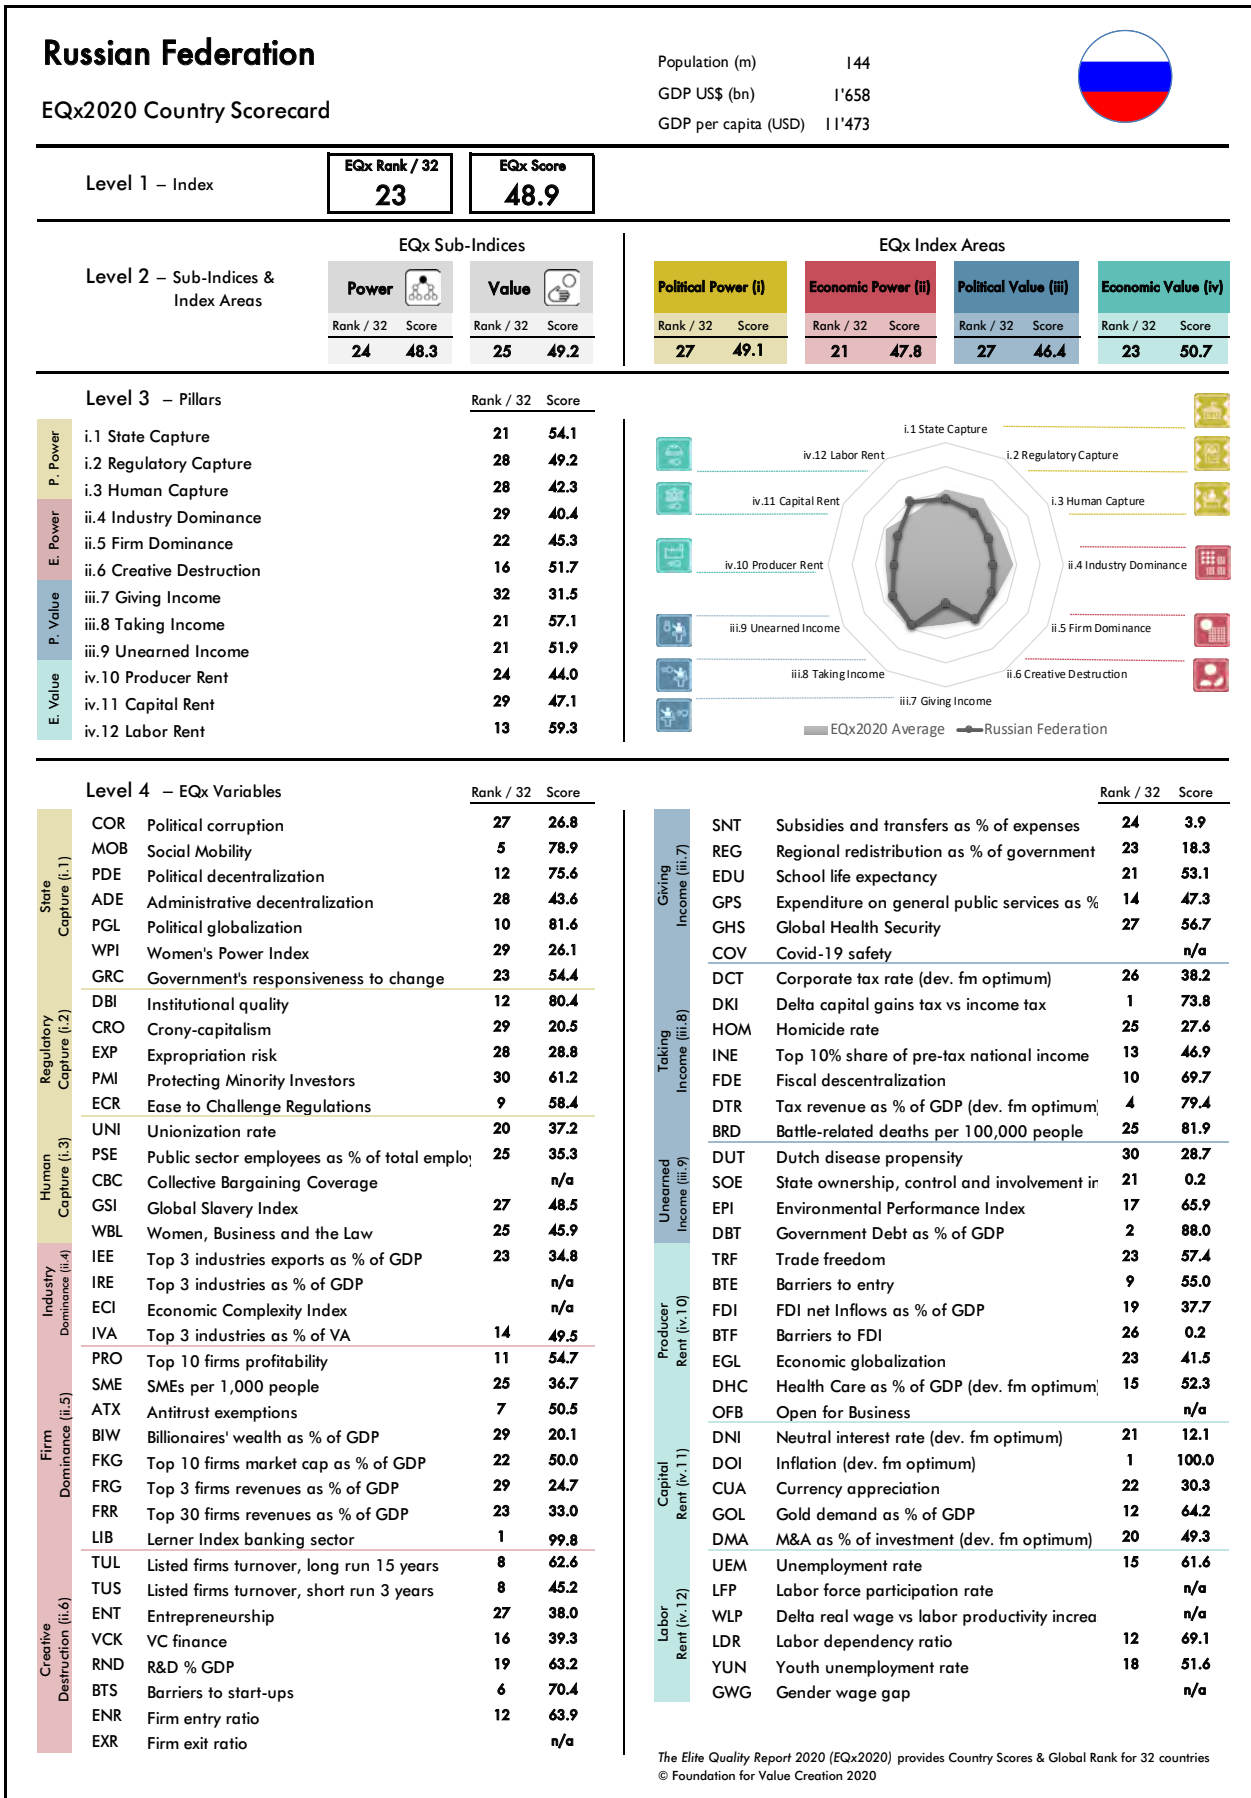 Russian Federation
EQx2020 Country Scorecard
Population (m) 144
GDP US$ (bn) 1'658
GDP per capita (USD) 11'473
Level 1 – Index
EQx Rank / 32
23
EQx Score
48.9
Level 2 – Sub-Indices & Index Areas
EQx Sub-Indices
Power
Value
Rank / 32 Score Rank / 32 Score
24 48.3 25 49.2
EQx Index Areas
Political Power (i) Economic Power (ii) Political Value (iii) Economic Value (iv)
Rank / 32 Score Rank / 32 Score Rank / 32 Score Rank / 32 Score
27 49.1 21 47.8 27 46.4 23 50.7
Level 3 – Pillars
Rank / 32 Score
P. Power
i.1 State Capture 21 54.1
i.2 Regulatory Capture 28 49.2
i.3 Human Capture 28 42.3
E. Power
ii.4 Industry Dominance 29 40.4
ii.5 Firm Dominance 22 45.3
ii.6 Creative Destruction 16 51.7
P. Value
iii.7 Giving Income 32 31.5
iii.8 Taking Income 21 57.1
iii.9 Unearned Income 21 51.9
E. Value
iv.10 Producer Rent 24 44.0
iv.11 Capital Rent 29 47.1
iv.12 Labor Rent 13 59.3
i.1 State Capture
i.2 Regulatory Capture
i.3 Human Capture
ii.4 Industry Dominance
ii.5 Firm Dominance
ii.6 Creative Destruction
iii.7 Giving Income
iii.8 Taking Income
iii.9 Unearned Income
iv.10 Producer Rent
iv.11 Capital Rent
iv.12 Labor Rent
EQx2020 Average Russian Federation
Level 4 – EQx Variables
Rank / 32 Score
State Capture (i.1)
COR Political corruption 27 26.8
MOB Social Mobility 5 78.9
PDE Political decentralization 12 75.6
ADE Administrative decentralization 28 43.6
PGL Political globalization 10 81.6
WPI Women's Power Index 29 26.1
GRC Government's responsiveness to change 23 54.4
Regulatory Capture (i.2)
DBI Institutional quality 12 80.4
CRO Crony-capitalism 29 20.5
EXP Expropriation risk 28 28.8
PMI Protecting Minority Investors 30 61.2
ECR Ease to Challenge Regulations 9 58.4
Human Capture (i.3)
UNI Unionization rate 20 37.2
PSE Public sector employees as % of total employ 25 35.3
CBC Collective Bargaining Coverage n/a
GSI Global Slavery Index 27 48.5
WBL Women, Business and the Law 25 45.9
Industry Dominance (ii.4)
IEE Top 3 industries exports as % of GDP 23 34.8
IRE Top 3 industries as % of GDP n/a
ECI Economic Complexity Index n/a
IVA Top 3 industries as % of VA 14 49.5
Firm Dominance (ii.5)
PRO Top 10 firms profitability 11 54.7
SME SMEs per 1,000 people 25 36.7
ATX Antitrust exemptions 7 50.5
BIW Billionaires' wealth as % of GDP 29 20.1
FKG Top 10 firms market cap as % of GDP 22 50.0
FRG Top 3 firms revenues as % of GDP 29 24.7
FRR Top 30 firms revenues as % of GDP 23 33.0
LIB Lerner Index banking sector 1 99.8
Creative Destruction (ii.6)
TUL Listed firms turnover, long run 15 years 8 62.6
TUS Listed firms turnover, short run 3 years 8 45.2
ENT Entrepreneurship 27 38.0
VCK VC finance 16 39.3
RND R&D % GDP 19 63.2
BTS Barriers to start-ups 6 70.4
ENR Firm entry ratio 12 63.9
EXR Firm exit ratio n/a
Rank / 32 Score
Giving Income (iii.7)
SNT Subsidies and transfers as % of expenses 24 3.9
REG Regional redistribution as % of government 23 18.3
EDU School life expectancy 21 53.1
GPS Expenditure on general public services as % 14 47.3
GHS Global Health Security 27 56.7
COV Covid-19 safety n/a
Taking Income (iii.8)
DCT Corporate tax rate (dev. fm optimum) 26 38.2
DKI Delta capital gains tax vs income tax 1 73.8
HOM Homicide rate 25 27.6
INE Top 10% share of pre-tax national income 13 46.9
FDE Fiscal descentralization 10 69.7
DTR Tax revenue as % of GDP (dev. fm optimum) 4 79.4
BRD Battle-related deaths per 100,000 people 25 81.9
Unearned Income (iii.9)
DUT Dutch disease propensity 30 28.7
SOE State ownership, control and involvement in 21 0.2
EPI Environmental Performance Index 17 65.9
DBT Government Debt as % of GDP 2 88.0
Producer Rent (iv.10)
TRF Trade freedom 23 57.4
BTE Barriers to entry 9 55.0
FDI FDI net Inflows as % of GDP 19 37.7
BTF Barriers to FDI 26 0.2
EGL Economic globalization 23 41.5
DHC Health Care as % of GDP (dev. fm optimum) 15 52.3
OFB Open for Business n/a
Capital Rent (iv.11)
DNI Neutral interest rate (dev. fm optimum) 21 12.1
DOI Inflation (dev. fm optimum) 1 100.0
CUA Currency appreciation 22 30.3
GOL Gold demand as % of GDP 12 64.2
DMA M&A as % of investment (dev. fm optimum) 20 49.3
Labor Rent (iv.12)
UEM Unemployment rate 15 61.6
LFP Labor force participation rate n/a
WLP Delta real wage vs labor productivity increa n/a
LDR Labor dependency ratio 12 69.1
YUN Youth unemployment rate 18 51.6
GWG Gender wage gap n/a
The Elite Quality Report 2020 (EQx2020) provides Country Scores & Global Rank for 32 countries
© Foundation for Value Creation 2020